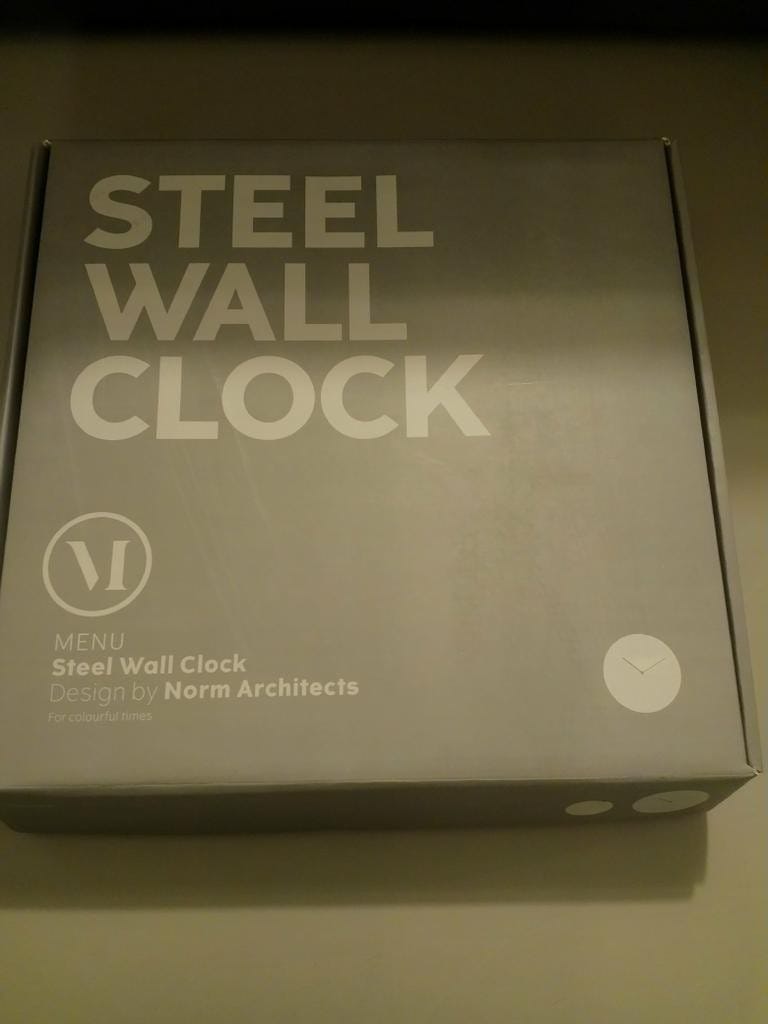 STEEL
WALL
CLOCK
M
MENU
Steel Wall Clock
Design by Norm Architects
For colourful times